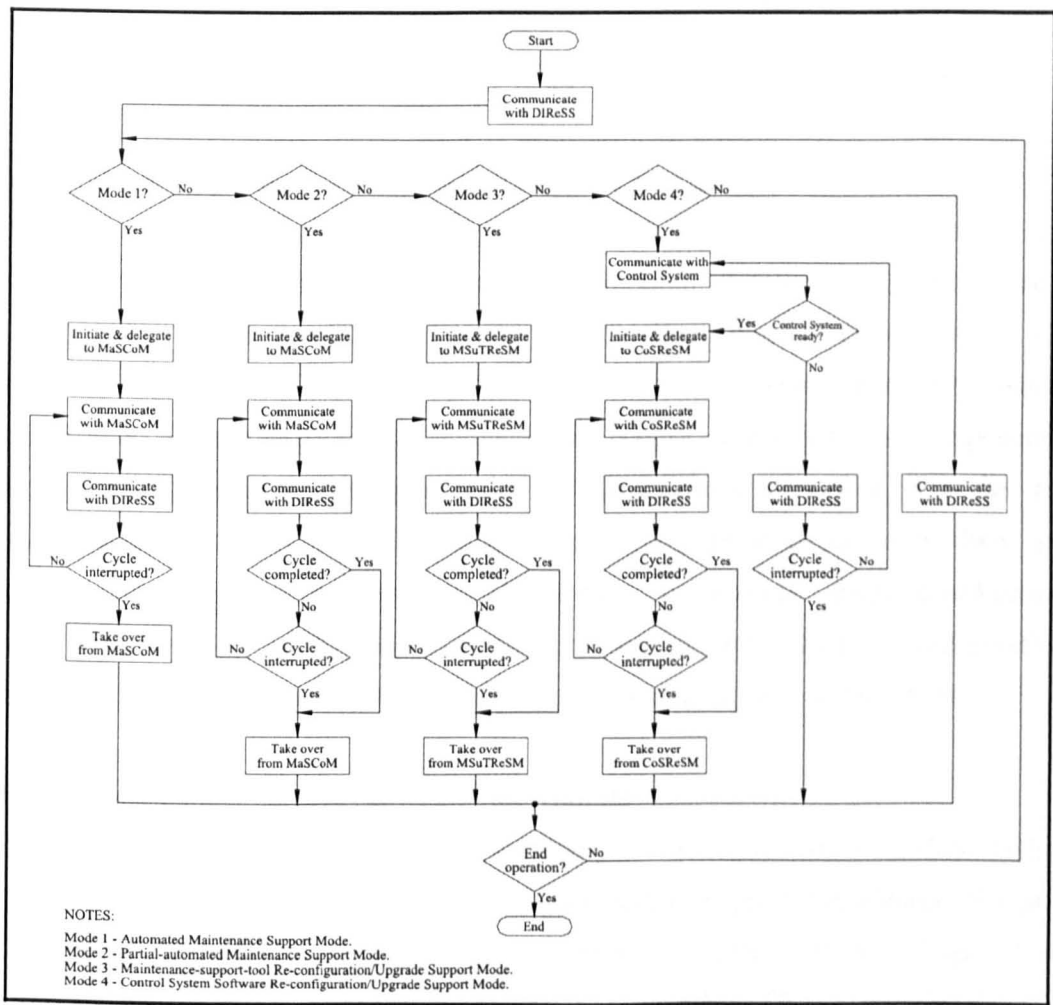 Start
Communicate
with DIReSS
Mode 1?
No
Mode 2?
No
Mode 3?
No
Mode 4?
No
Yes
Yes
Yes
Yes
Communicate with
Control System
Initiate & delegate
to MaSCoM
Initiate & delegate
to MaSCoM
Initiate & delegate
to MSuTReSM
Initiate & delegate
to CoSReSM
Yes
Control System
ready?
No
Communicate
with MaSCoM
Communicate
with MaSCoM
Communicate
with MSuTReSM
Communicate
with CoSReSM
Communicate
with DIReSS
Communicate
with DIReSS
Communicate
with DIReSS
Communicate
with DIReSS
Communicate
with DIReSS
Communicate
with DIReSS
No
Cycle
interrupted?
Yes
Cycle
completed?
Yes
No
Cycle
completed?
Yes
No
Cycle
completed?
Yes
No
Cycle
interrupted?
No
Yes
Take over
from MaSCoM
No
Cycle
interrupted?
Yes
No
Cycle
interrupted?
Yes
No
Cycle
interrupted?
Yes
Take over
from MaSCoM
Take over
from MSuTReSM
Take over
from CoSReSM
End
operation?
No
Yes
End
NOTES:
Mode 1 - Automated Maintenance Support Mode.
Mode 2 - Partial-automated Maintenance Support Mode.
Mode 3 - Maintenance-support-tool Re-configuration/Upgrade Support Mode.
Mode 4 - Control System Software Re-configuration/Upgrade Support Mode.